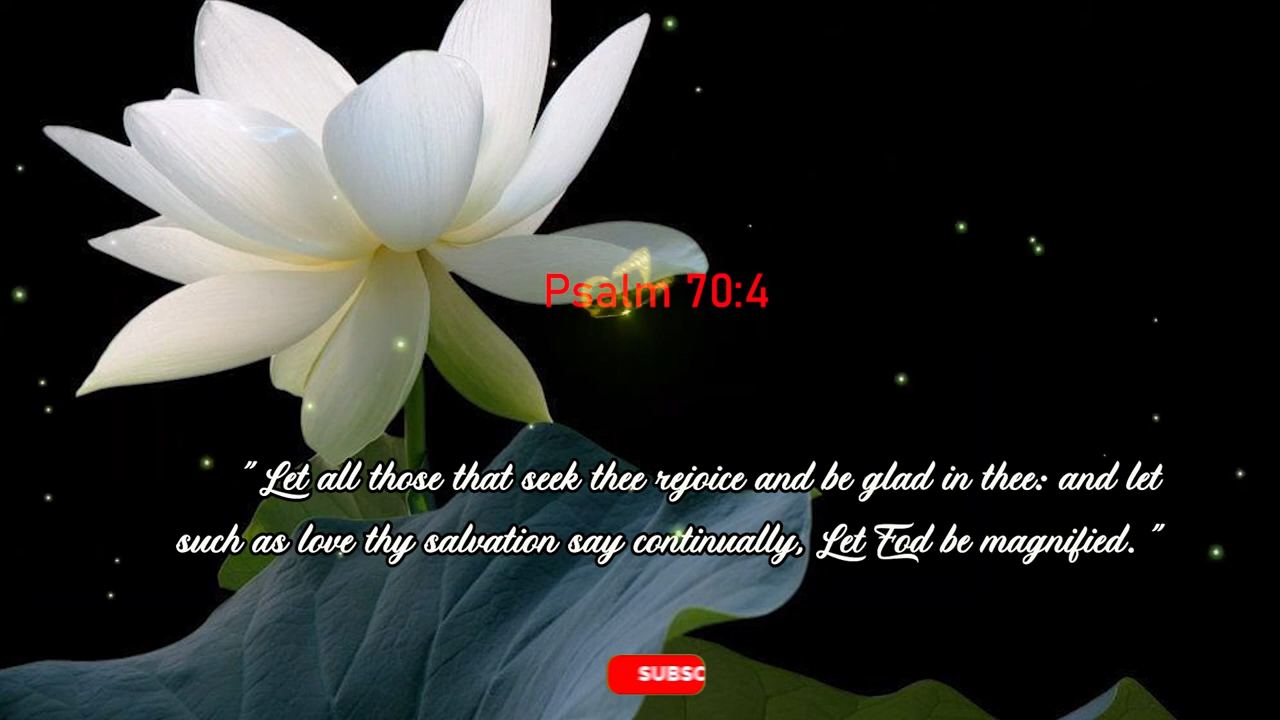 Psalm 70:4
" Let all those that seek thee rejoice and be glad in thee: and let
such as love thy salvation say continually, Let God be magnified. "
SUBSC